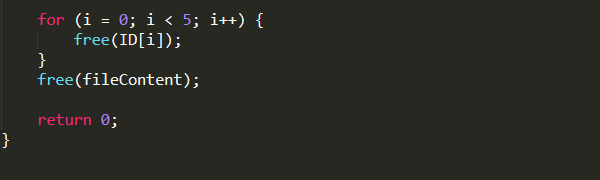 for (i = 0; i < 5; i++) {
free(ID[i]);
}
free(fileContent);
return 0;
}